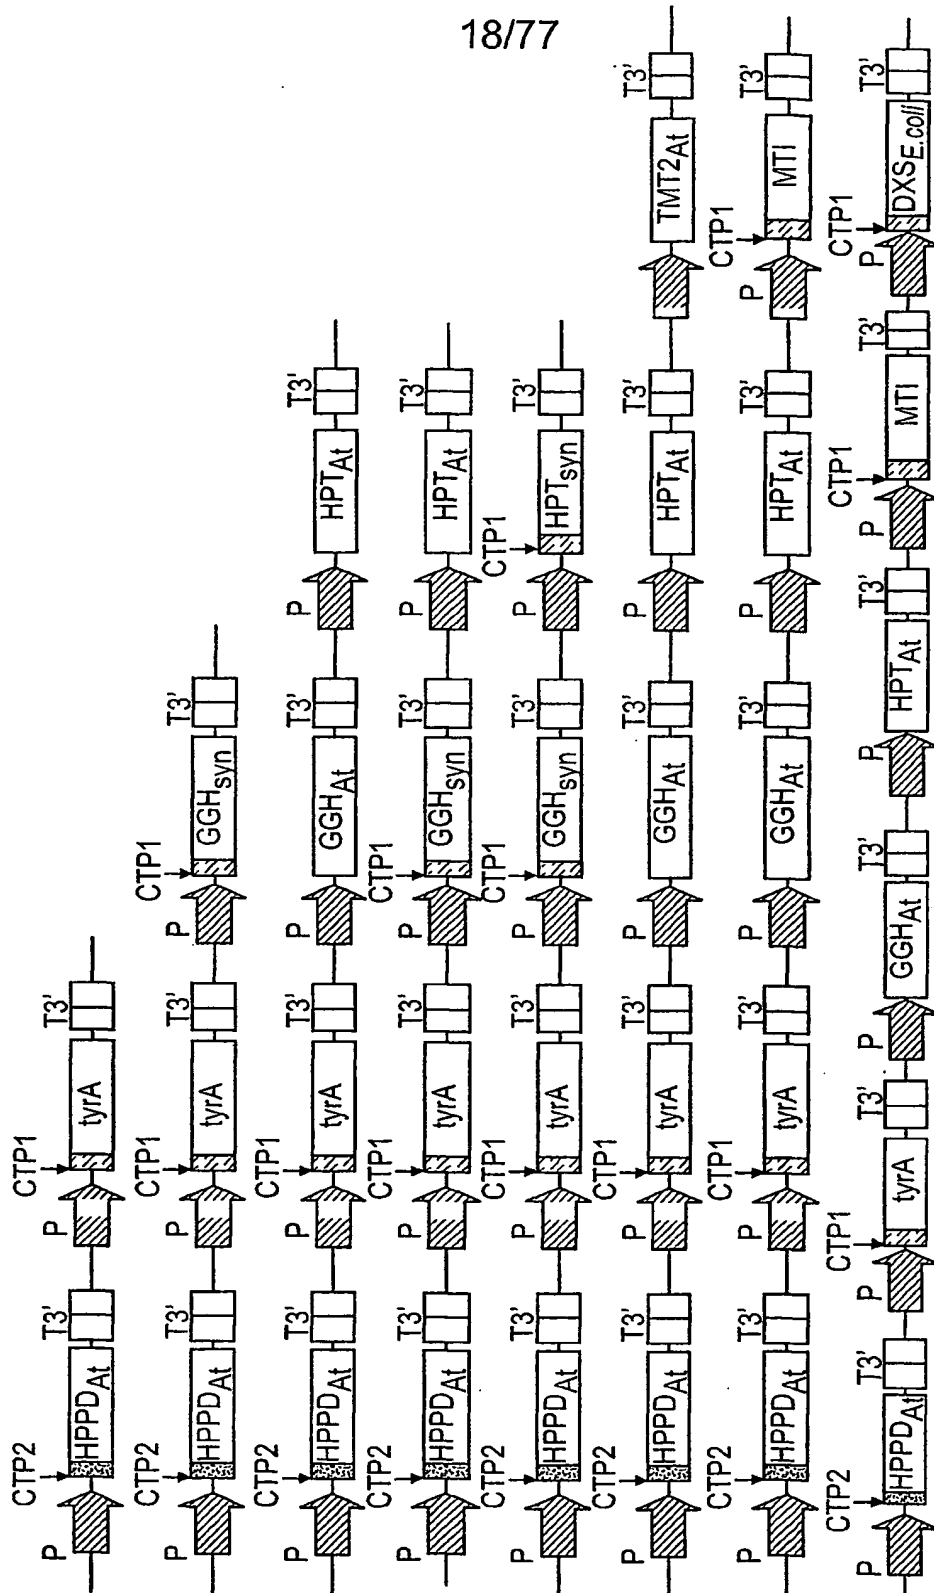 18/77
P CTP2 HPPDAt T3' P CTP1 tyrA T3'
P CTP2 HPPDAt T3' P CTP1 tyrA T3' P CTP1 GGHsyn T3'
P CTP2 HPPDAt T3' P CTP1 tyrA T3' P GGHAt T3' P HPTAt T3'
P CTP2 HPPDAt T3' P CTP1 tyrA T3' P CTP1 GGHsyn T3' P HPTAt T3'
P CTP2 HPPDAt T3' P CTP1 tyrA T3' P CTP1 GGHsyn T3' P CTP1 HPTsyn T3'
P CTP2 HPPDAt T3' P CTP1 tyrA T3' P GGHAt T3' P HPTAt T3' TMT2At T3'
P CTP2 HPPDAt T3' P CTP1 tyrA T3' P GGHAt T3' P HPTAt T3' P CTP1 MTI T3'
P CTP2 HPPDAt T3' P CTP1 tyrA T3' P GGHAt T3' P HPTAt T3' P CTP1 MTI T3' P CTP1 DXSE.coli T3'